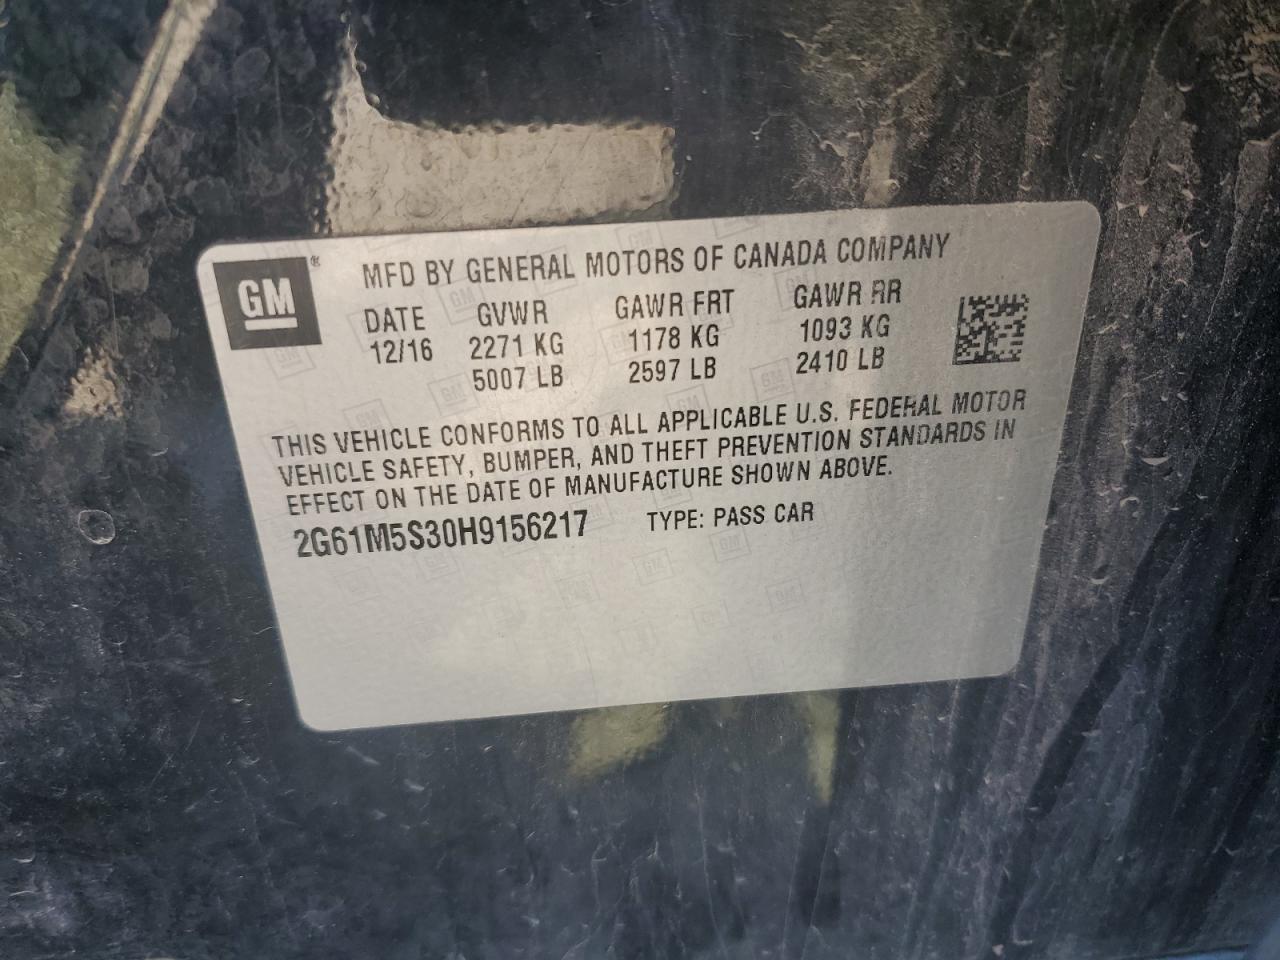 GM ®
MFD BY GENERAL MOTORS OF CANADA COMPANY
DATE GVWR GAWR FRT GAWR RR
12/16 2271 KG 1178 KG 1093 KG
5007 LB 2597 LB 2410 LB
THIS VEHICLE CONFORMS TO ALL APPLICABLE U.S. FEDERAL MOTOR
VEHICLE SAFETY, BUMPER, AND THEFT PREVENTION STANDARDS IN
EFFECT ON THE DATE OF MANUFACTURE SHOWN ABOVE.
2G61M5S30H9156217 TYPE: PASS CAR